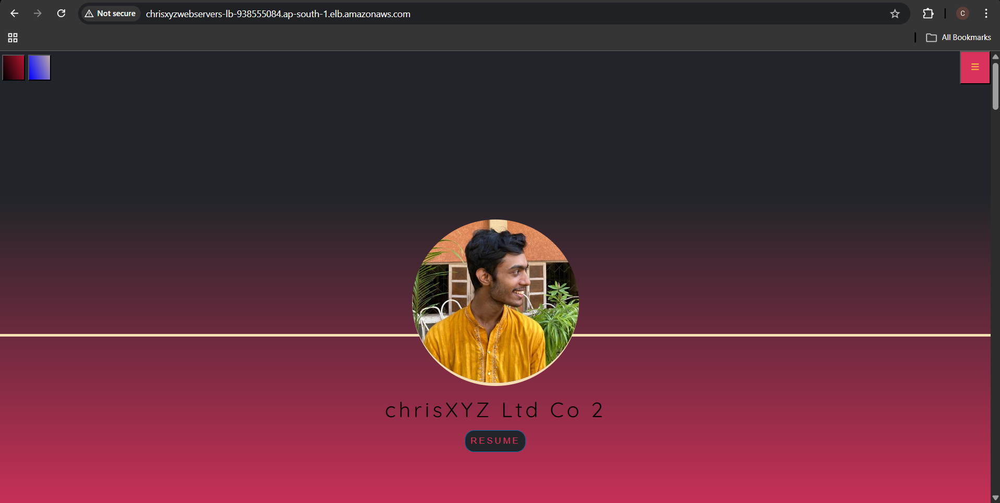 Not secure chrisxyzwebservers-lb-938555084.ap-south-1.elb.amazonaws.com C
All Bookmarks
chrisXYZ Ltd Co 2
RESUME